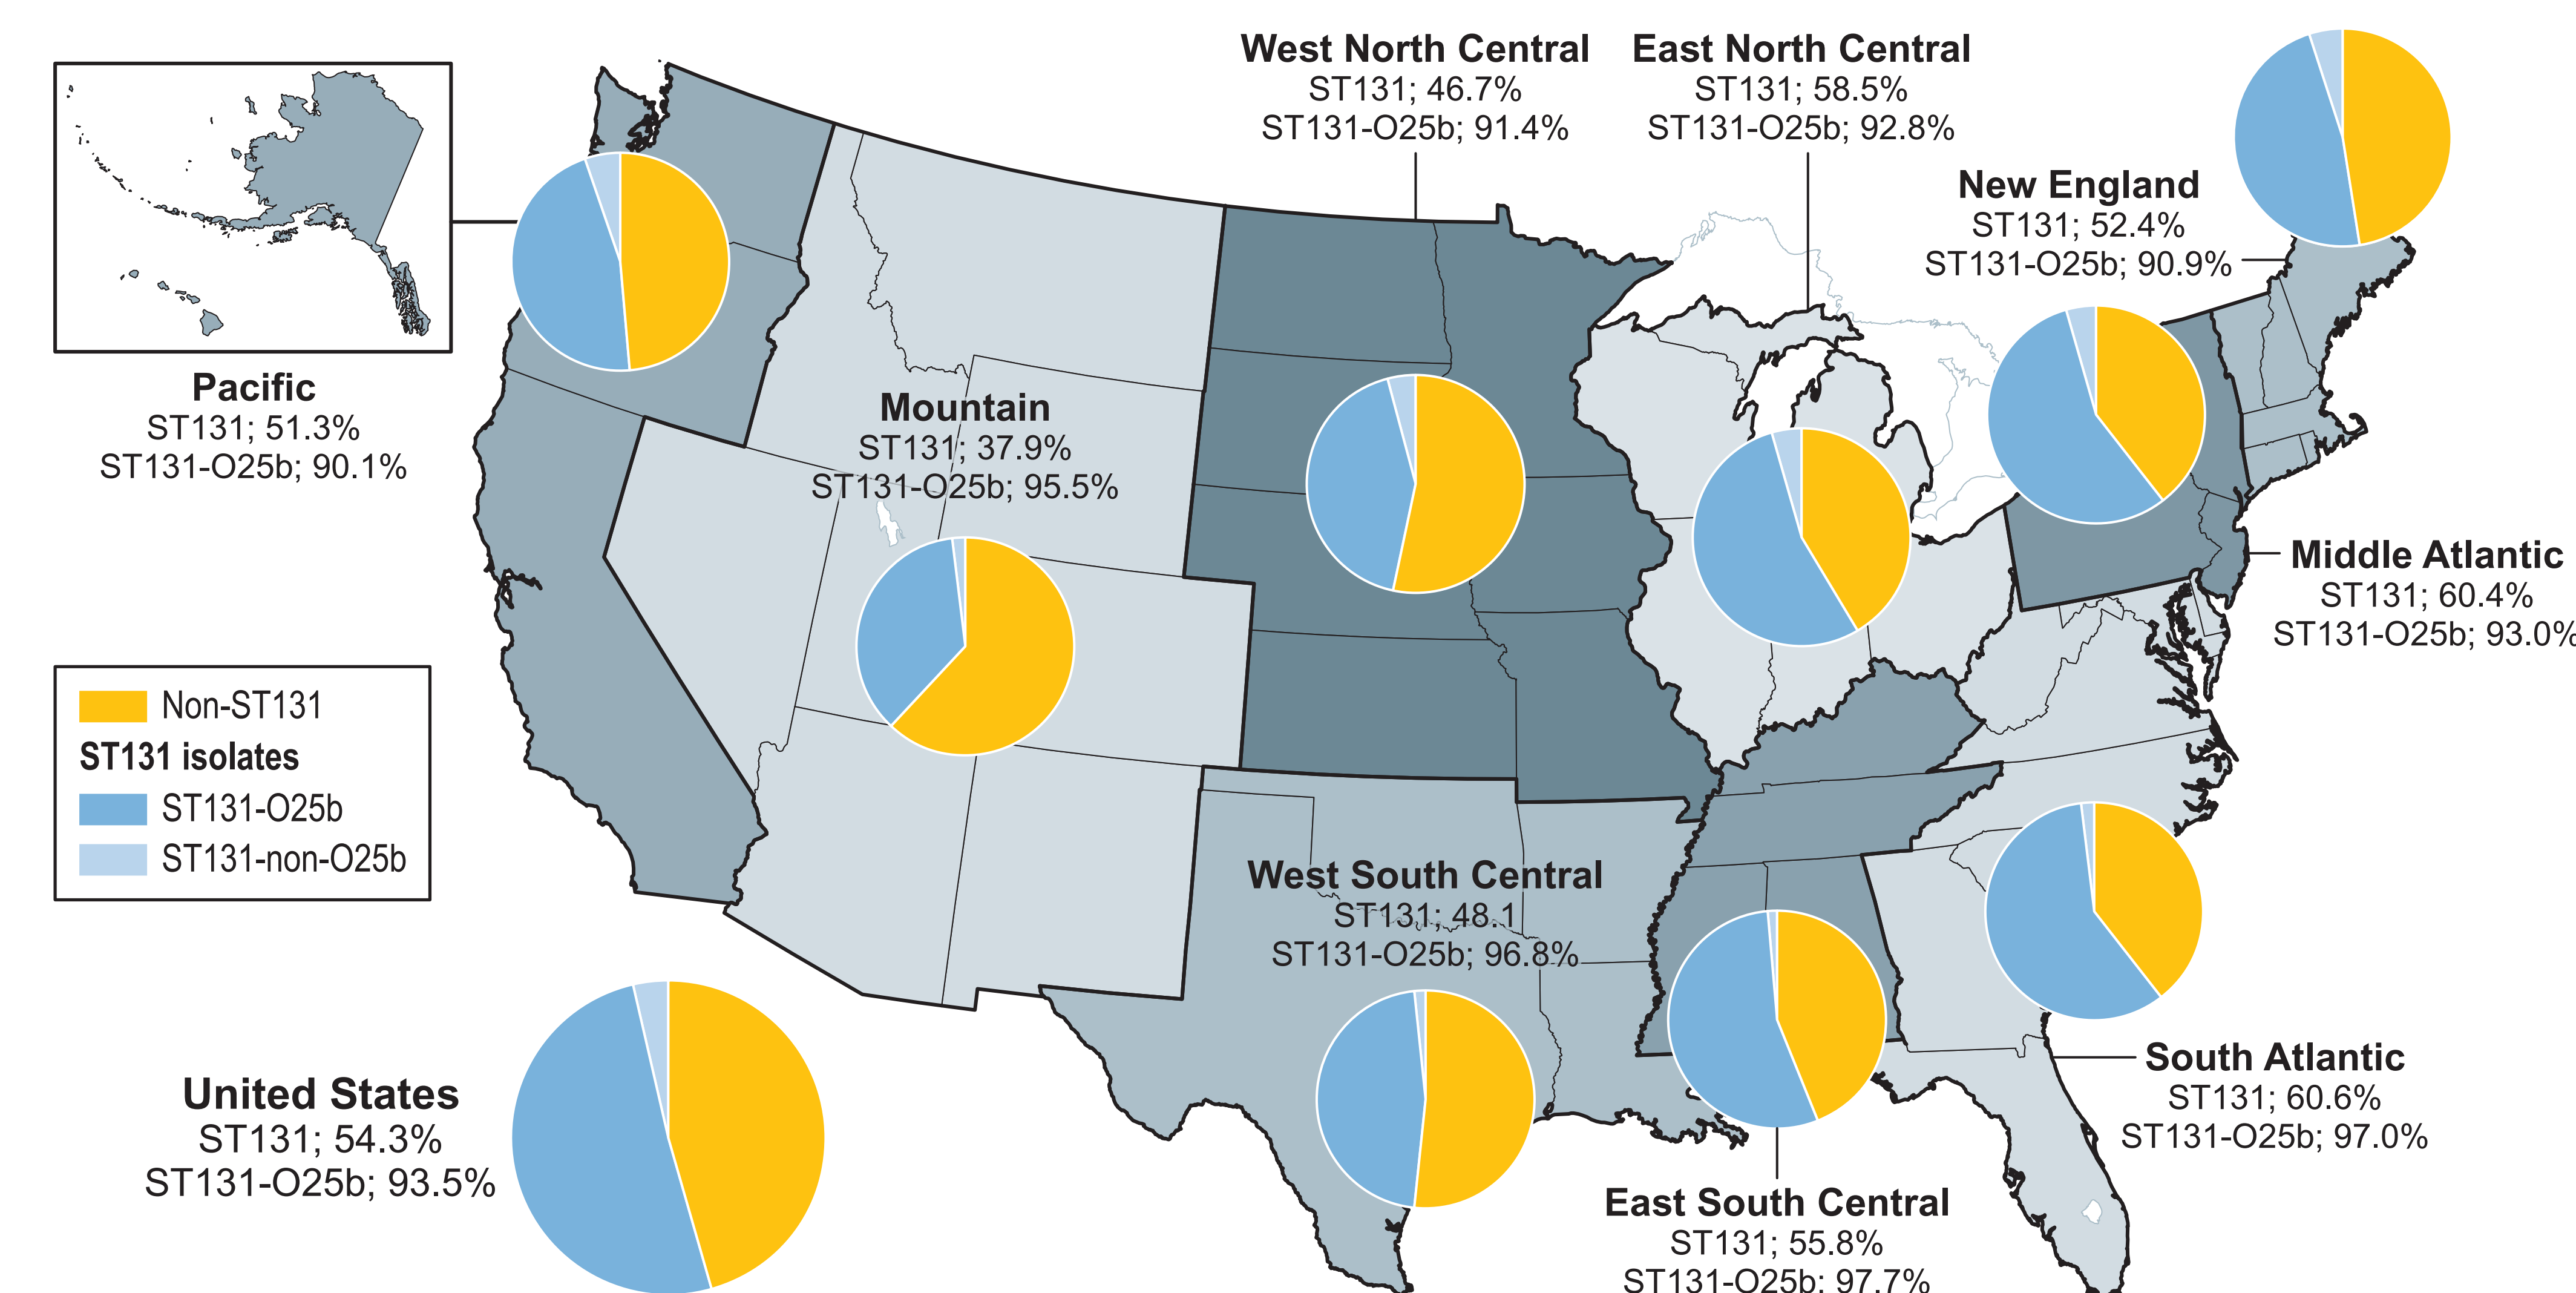 West North Central
ST131; 46.7%
ST131-O25b; 91.4%
East North Central
ST131; 58.5%
ST131-O25b; 92.8%
New England
ST131; 52.4%
ST131-O25b; 90.9%
Pacific
ST131; 51.3%
ST131-O25b; 90.1%
Mountain
ST131; 37.9%
ST131-O25b; 95.5%
Middle Atlantic
ST131; 60.4%
ST131-O25b; 93.0%
Non-ST131
ST131 isolates
ST131-O25b
ST131-non-O25b
West South Central
ST131; 48.1
ST131-O25b; 96.8%
South Atlantic
ST131; 60.6%
ST131-O25b; 97.0%
United States
ST131; 54.3%
ST131-O25b; 93.5%
East South Central
ST131; 55.8%
ST131-O25b; 97.7%